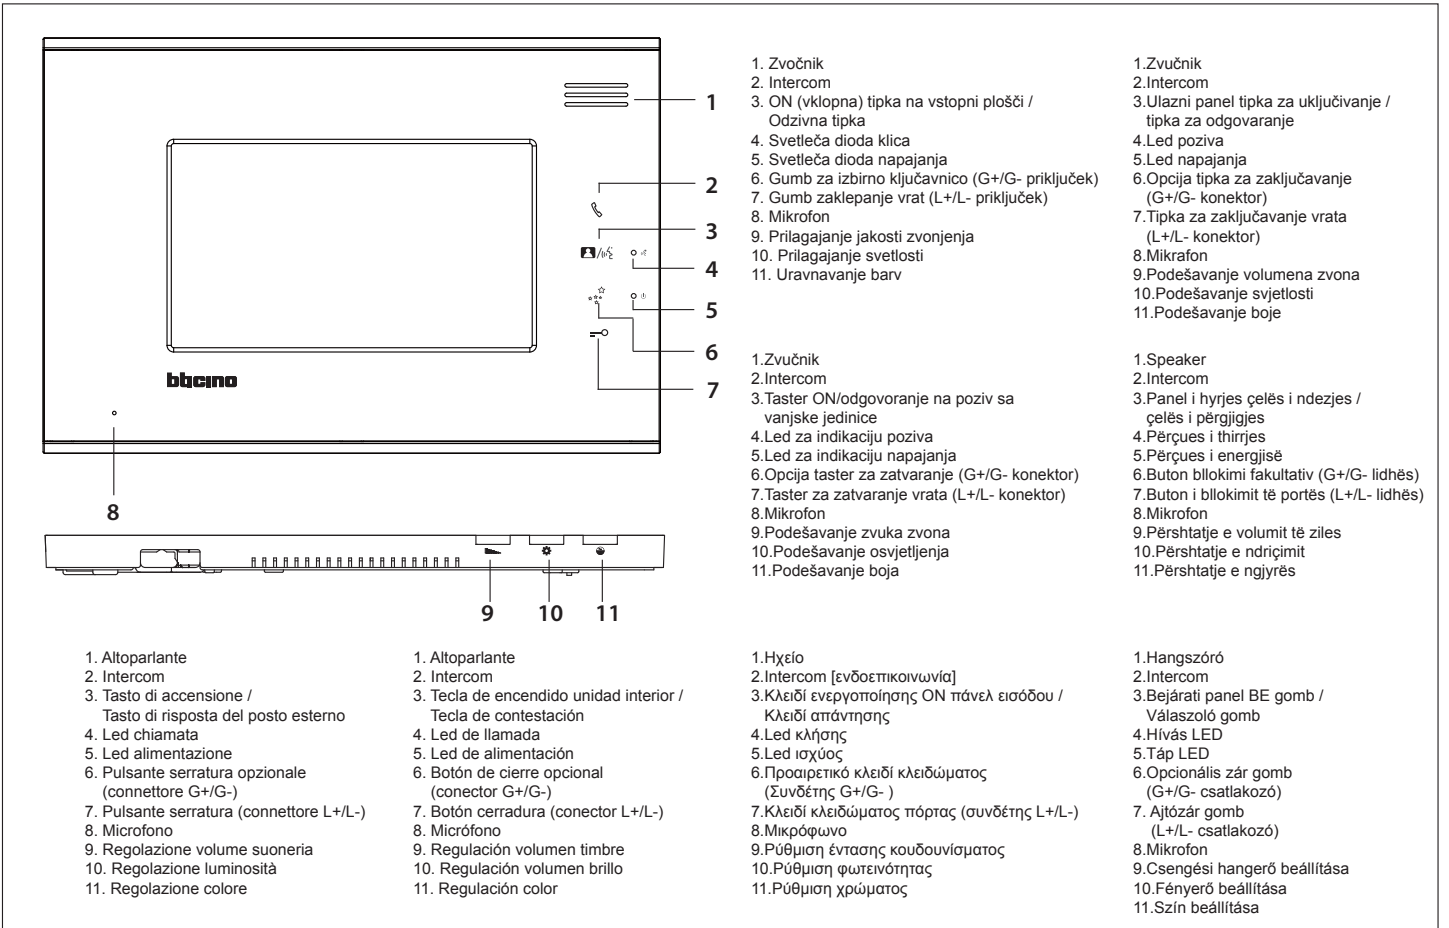 1
2
3
4
5
6
7
bticino
8
9
10
11
1. Zvočnik
2. Intercom
3. ON (vklopna) tipka na vstopni plošči /
Odzivna tipka
4. Svetleča dioda klica
5. Svetleča dioda napajanja
6. Gumb za izbirno ključavnico (G+/G- priključek)
7. Gumb zaklepanje vrat (L+/L- priključek)
8. Mikrofon
9. Prilagajanje jakosti zvonjenja
10. Prilagajanje svetlosti
11. Uravnavanje barv
1.Zvučnik
2.Intercom
3.Ulazni panel tipka za uključivanje /
tipka za odgovaranje
4.Led poziva
5.Led napajanja
6.Opcija tipka za zaključavanje
(G+/G- konektor)
7.Tipka za zaključavanje vrata
(L+/L- konektor)
8.Mikrafon
9.Podešavanje volumena zvona
10.Podešavanje svjetlosti
11.Podešavanje boje
1.Zvučnik
2.Intercom
3.Taster ON/odgovoranje na poziv sa
vanjske jedinice
4.Led za indikaciju poziva
5.Led za indikaciju napajanja
6.Opcija taster za zatvaranje (G+/G- konektor)
7.Taster za zatvaranje vrata (L+/L- konektor)
8.Mikrofon
9.Podešavanje zvuka zvona
10.Podešavanje osvjetljenja
11.Podešavanje boja
1.Speaker
2.Intercom
3.Panel i hyrjes çelës i ndezjes /
çelës i përgjigjes
4.Përçues i thirrjes
5.Përçues i energjisë
6.Buton bllokimi fakultativ (G+/G- lidhës)
7.Buton i bllokimit të portës (L+/L- lidhës)
8.Mikrofon
9.Përshtatje e volumit të ziles
10.Përshtatje e ndriçimit
11.Përshtatje e ngjyrës
1. Altoparlante
2. Intercom
3. Tasto di accensione /
Tasto di risposta del posto esterno
4. Led chiamata
5. Led alimentazione
6. Pulsante serratura opzionale
(connettore G+/G-)
7. Pulsante serratura (connettore L+/L-)
8. Microfono
9. Regolazione volume suoneria
10. Regolazione luminosità
11. Regolazione colore
1. Altoparlante
2. Intercom
3. Tecla de encendido unidad interior /
Tecla de contestación
4. Led de llamada
5. Led de alimentación
6. Botón de cierre opcional
(conector G+/G-)
7. Botón cerradura (conector L+/L-)
8. Micrófono
9. Regulación volumen timbre
10. Regulación volumen brillo
11. Regulación color
1.Ηχείο
2.Intercom [ενδοεπικοινωνία]
3.Κλειδί ενεργοποίησης ON πάνελ εισόδου /
Κλειδί απάντησης
4.Led κλήσης
5.Led ισχύος
6.Προαιρετικό κλειδί κλειδώματος
(Συνδέτης G+/G- )
7.Κλειδί κλειδώματος πόρτας (συνδέτης L+/L-)
8.Μικρόφωνο
9.Ρύθμιση έντασης κουδουνίσματος
10.Ρύθμιση φωτεινότητας
11.Ρύθμιση χρώματος
1.Hangszóró
2.Intercom
3.Bejárati panel BE gomb /
Válaszoló gomb
4.Hívás LED
5.Táp LED
6.Opcionális zár gomb
(G+/G- csatlakozó)
7. Ajtózár gomb
(L+/L- csatlakozó)
8.Mikrofon
9.Csengési hangerő beállítása
10.Fényerő beállítása
11.Szín beállítása